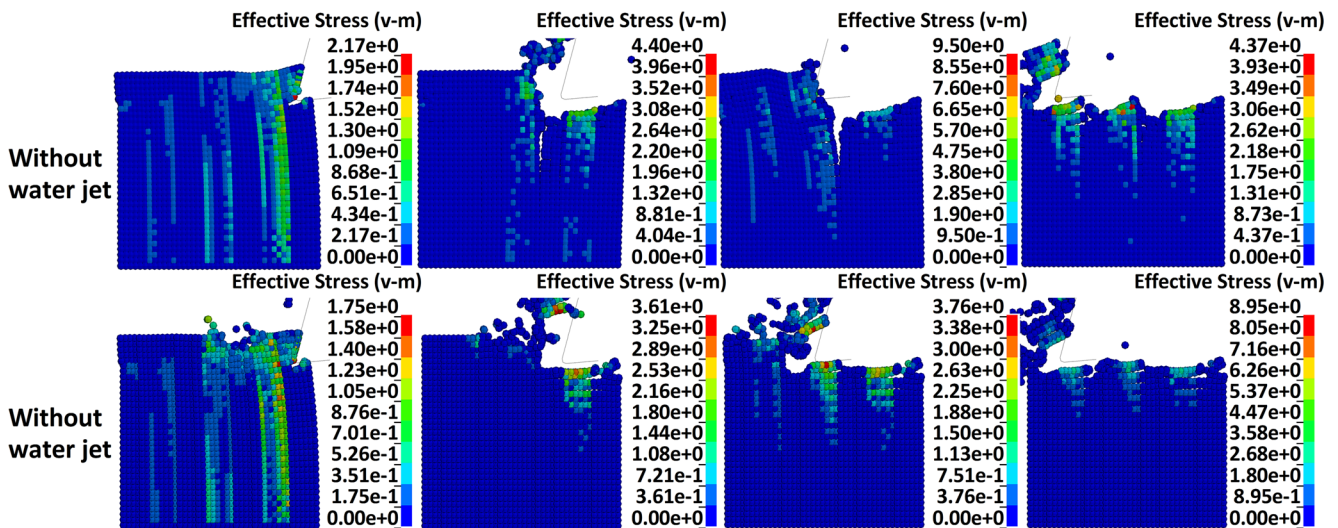 Effective Stress (v-m) Effective Stress (v-m) Effective Stress (v-m) Effective Stress (v-m)
2.17e+0 4.40e+0 9.50e+0 4.37e+0
1.95e+0 3.96e+0 8.55e+0 3.93e+0
1.74e+0 3.52e+0 7.60e+0 3.49e+0
1.52e+0 3.08e+0 6.65e+0 3.06e+0
1.30e+0 2.64e+0 5.70e+0 2.62e+0
1.09e+0 2.20e+0 4.75e+0 2.18e+0
Without
water jet
8.68e-1 1.96e+0 3.80e+0 1.75e+0
6.51e-1 1.32e+0 2.85e+0 1.31e+0
4.34e-1 8.81e-1 1.90e+0 8.73e-1
2.17e-1 4.04e-1 9.50e-1 4.37e-1
0.00e+0 0.00e+0 0.00e+0 0.00e+0
Effective Stress (v-m) Effective Stress (v-m) Effective Stress (v-m) Effective Stress (v-m)
1.75e+0 3.61e+0 3.76e+0 8.95e+0
1.58e+0 3.25e+0 3.38e+0 8.05e+0
1.40e+0 2.89e+0 3.00e+0 7.16e+0
1.23e+0 2.53e+0 2.63e+0 6.26e+0
1.05e+0 2.16e+0 2.25e+0 5.37e+0
8.76e-1 1.80e+0 1.88e+0 4.47e+0
Without
water jet
7.01e-1 1.44e+0 1.50e+0 3.58e+0
5.26e-1 1.08e+0 1.13e+0 2.68e+0
3.51e-1 7.21e-1 7.51e-1 1.80e+0
1.75e-1 3.61e-1 3.76e-1 8.95e-1
0.00e+0 0.00e+0 0.00e+0 0.00e+0